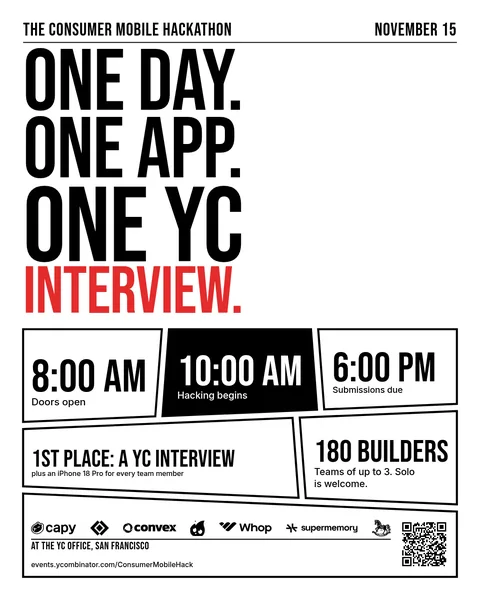 THE CONSUMER MOBILE HACKATHON
NOVEMBER 15
ONE DAY.
ONE APP.
ONE YC
INTERVIEW.
8:00 AM
Doors open
10:00 AM
Hacking begins
6:00 PM
Submissions due
1ST PLACE: A YC INTERVIEW
plus an iPhone 18 Pro for every team member
180 BUILDERS
Teams of up to 3. Solo
is welcome.
capy
convex
Whop
supermemory
AT THE YC OFFICE, SAN FRANCISCO
events.ycombinator.com/ConsumerMobileHack